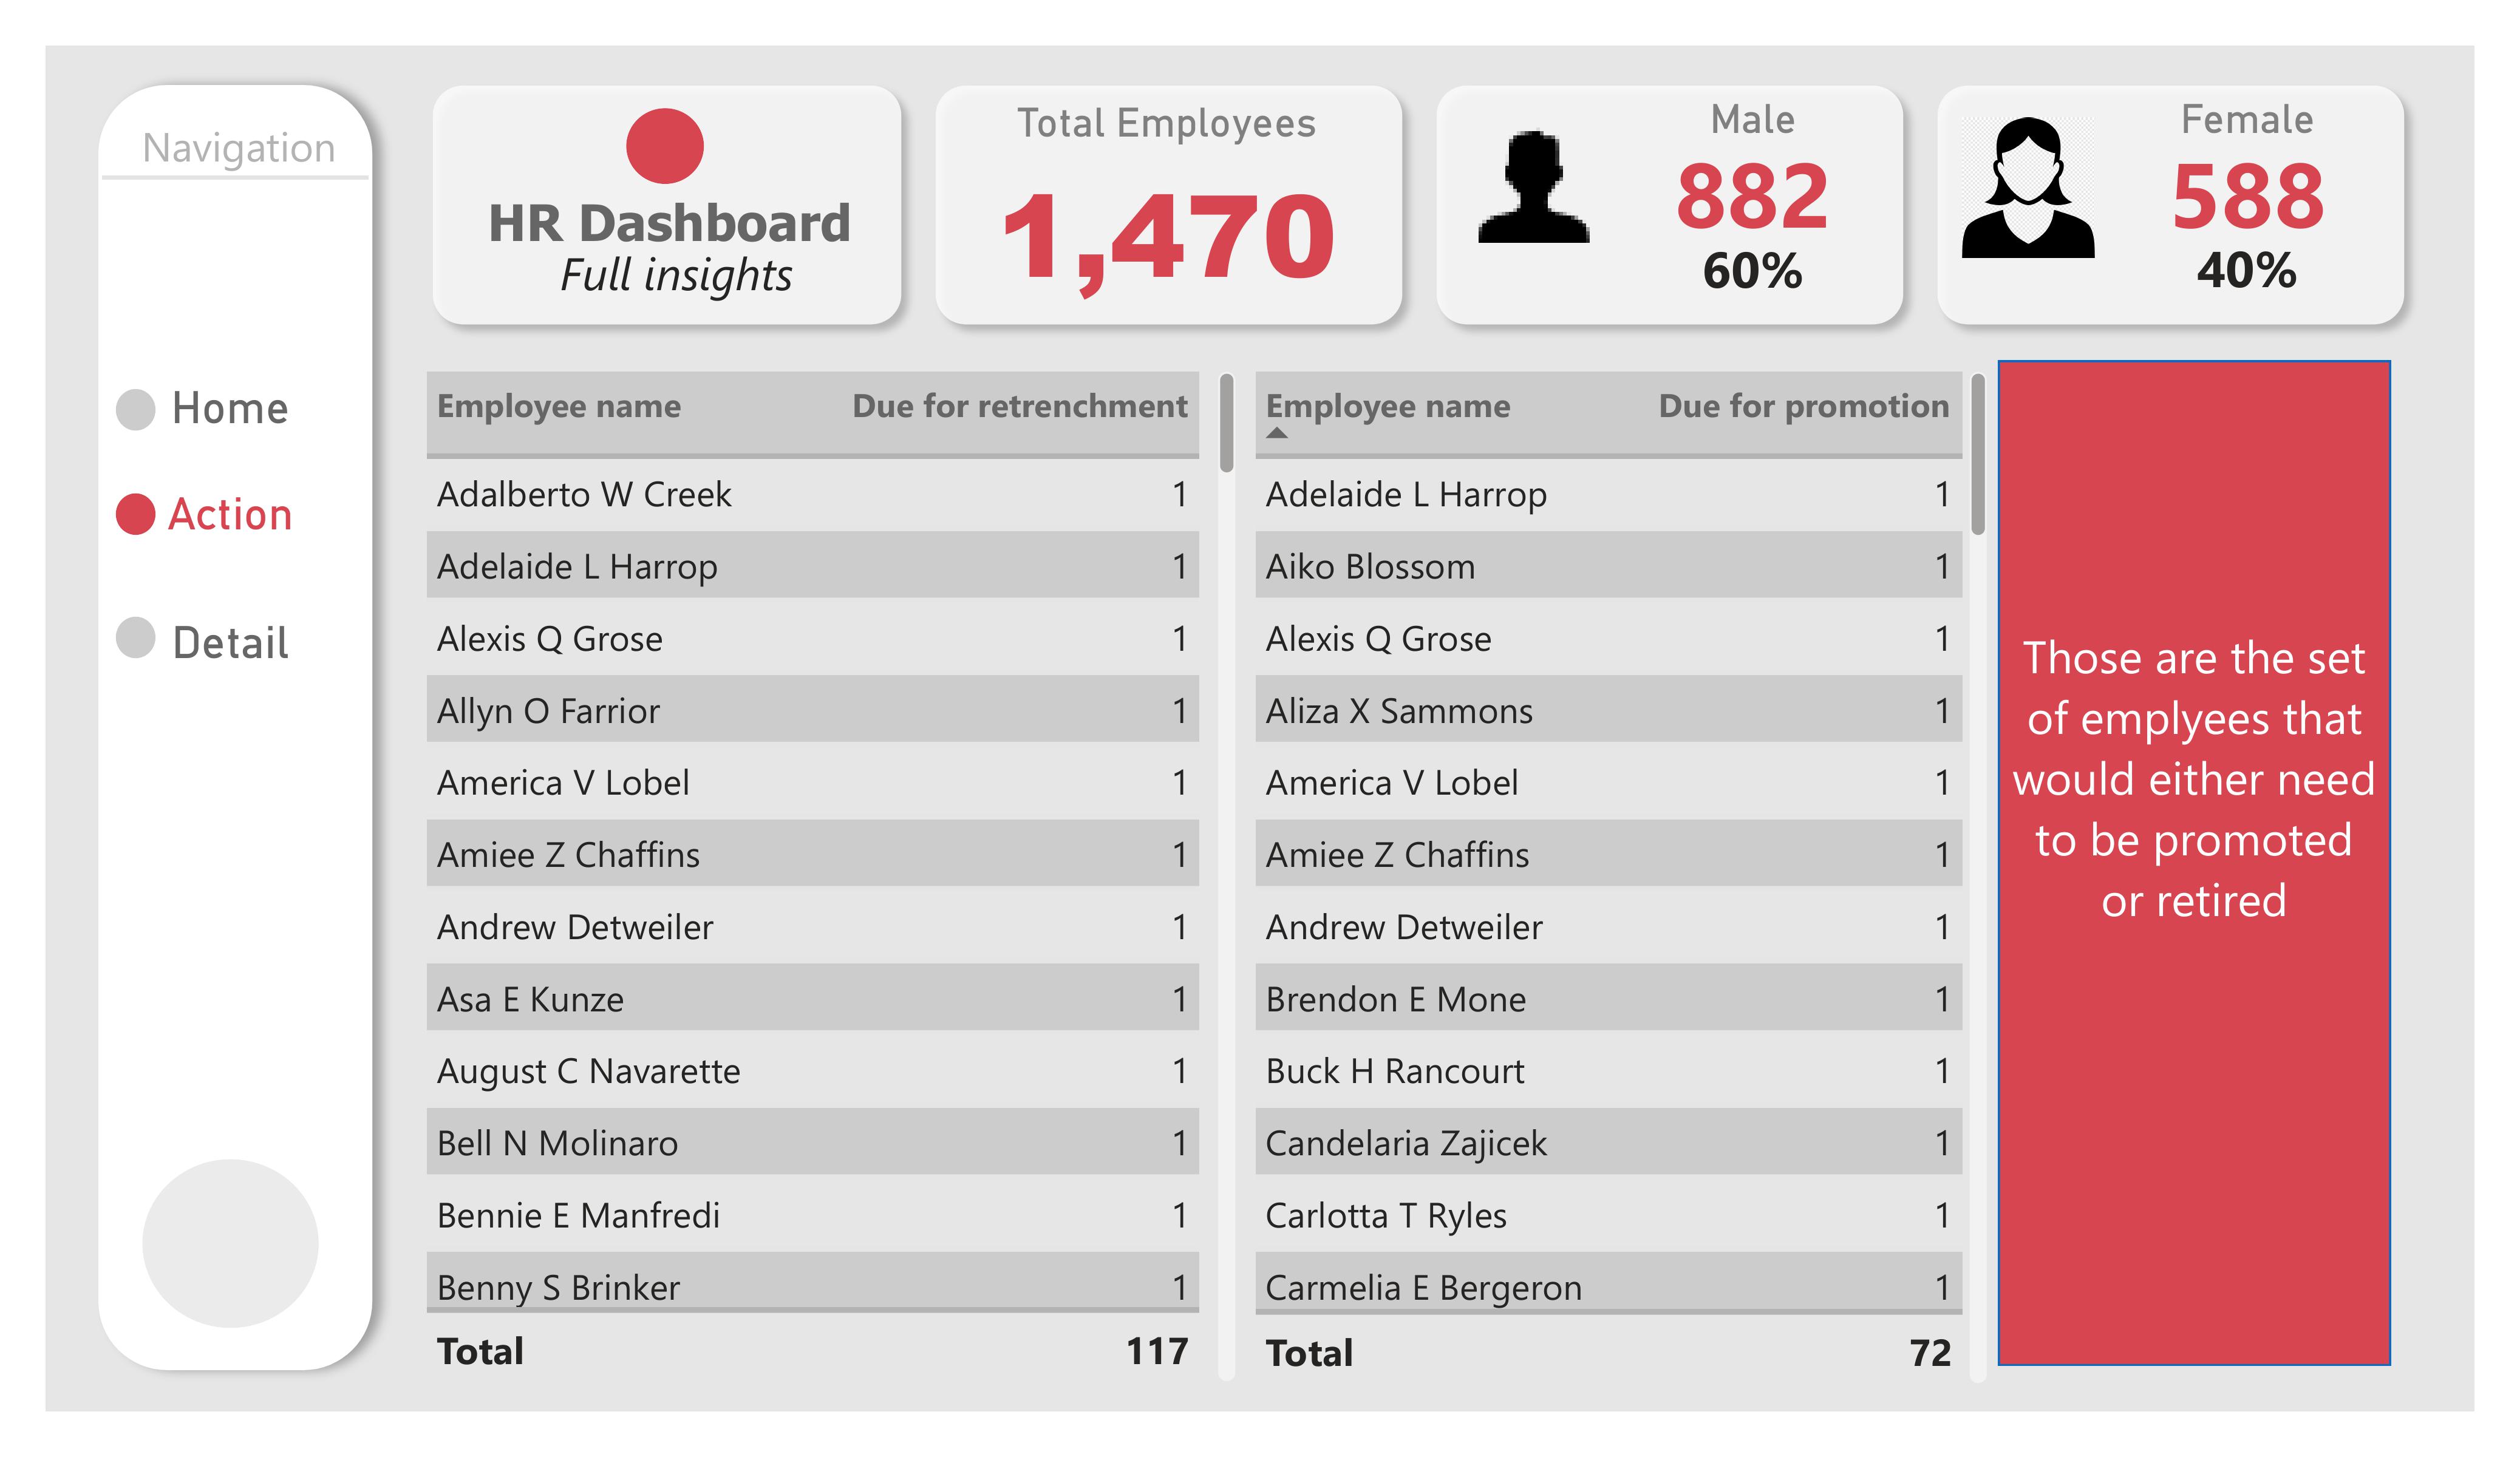 Navigation
Home
Action
Detail
HR Dashboard
Full insights
Total Employees
1,470
Male
882
60%
Female
588
40%
Employee name Due for retrenchment
Adalberto W Creek 1
Adelaide L Harrop 1
Alexis Q Grose 1
Allyn O Farrior 1
America V Lobel 1
Amiee Z Chaffins 1
Andrew Detweiler 1
Asa E Kunze 1
August C Navarette 1
Bell N Molinaro 1
Bennie E Manfredi 1
Benny S Brinker 1
Total 117
Employee name Due for promotion
Adelaide L Harrop 1
Aiko Blossom 1
Alexis Q Grose 1
Aliza X Sammons 1
America V Lobel 1
Amiee Z Chaffins 1
Andrew Detweiler 1
Brendon E Mone 1
Buck H Rancourt 1
Candelaria Zajicek 1
Carlotta T Ryles 1
Carmelia E Bergeron 1
Total 72
Those are the set
of emplyees that
would either need
to be promoted
or retired